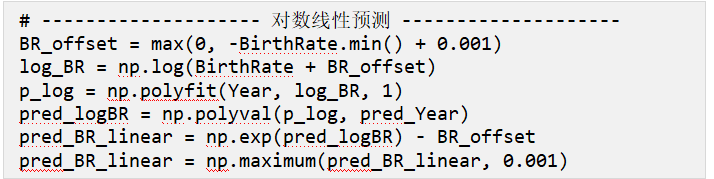 # -------------------- 对数线性预测 --------------------
BR_offset = max(0, -BirthRate.min() + 0.001)
log_BR = np.log(BirthRate + BR_offset)
p_log = np.polyfit(Year, log_BR, 1)
pred_logBR = np.polyval(p_log, pred_Year)
pred_BR_linear = np.exp(pred_logBR) - BR_offset
pred_BR_linear = np.maximum(pred_BR_linear, 0.001)